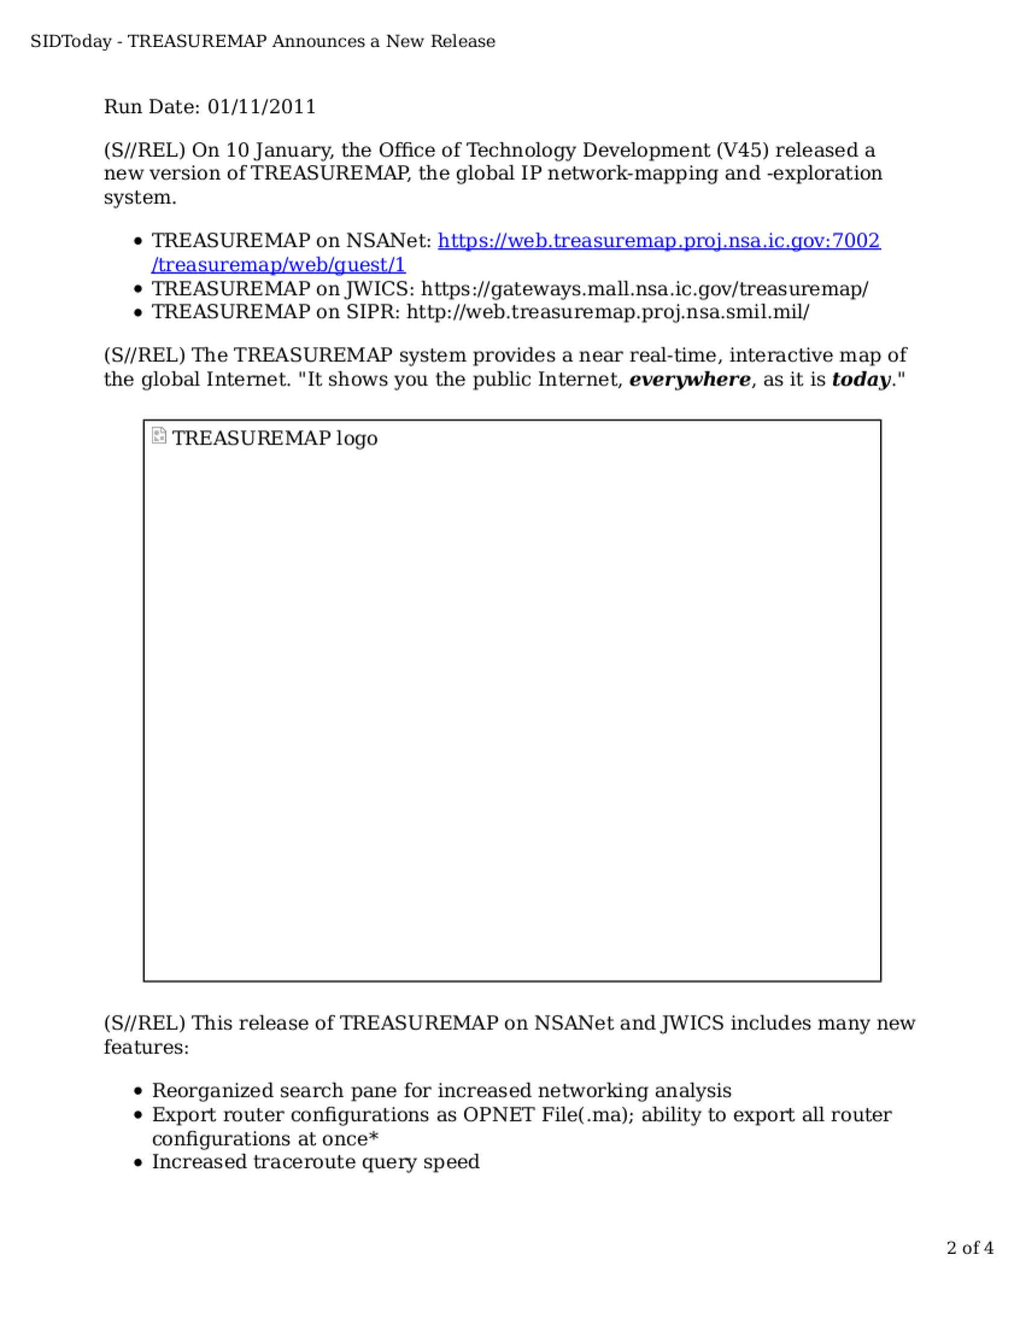 SIDToday - TREASUREMAP Announces a New Release
Run Date: 01/11/2011
(S//REL) On 10 January, the Office of Technology Development (V45) released a
new version of TREASUREMAP, the global IP network-mapping and -exploration
system.
• TREASUREMAP on NSANet: https://web.treasuremap.proj.nsa.ic.gov:7002
/treasuremap/web/guest/1
• TREASUREMAP on JWICS: https://gateways.mall.nsa.ic.gov/treasuremap/
• TREASUREMAP on SIPR: http://web.treasuremap.proj.nsa.smil.mil/
(S//REL) The TREASUREMAP system provides a near real-time, interactive map of
the global Internet. "It shows you the public Internet, everywhere, as it is today."
TREASUREMAP logo
(S//REL) This release of TREASUREMAP on NSANet and JWICS includes many new
features:
• Reorganized search pane for increased networking analysis
• Export router configurations as OPNET File(.ma); ability to export all router
configurations at once*
• Increased traceroute query speed
2 of 4